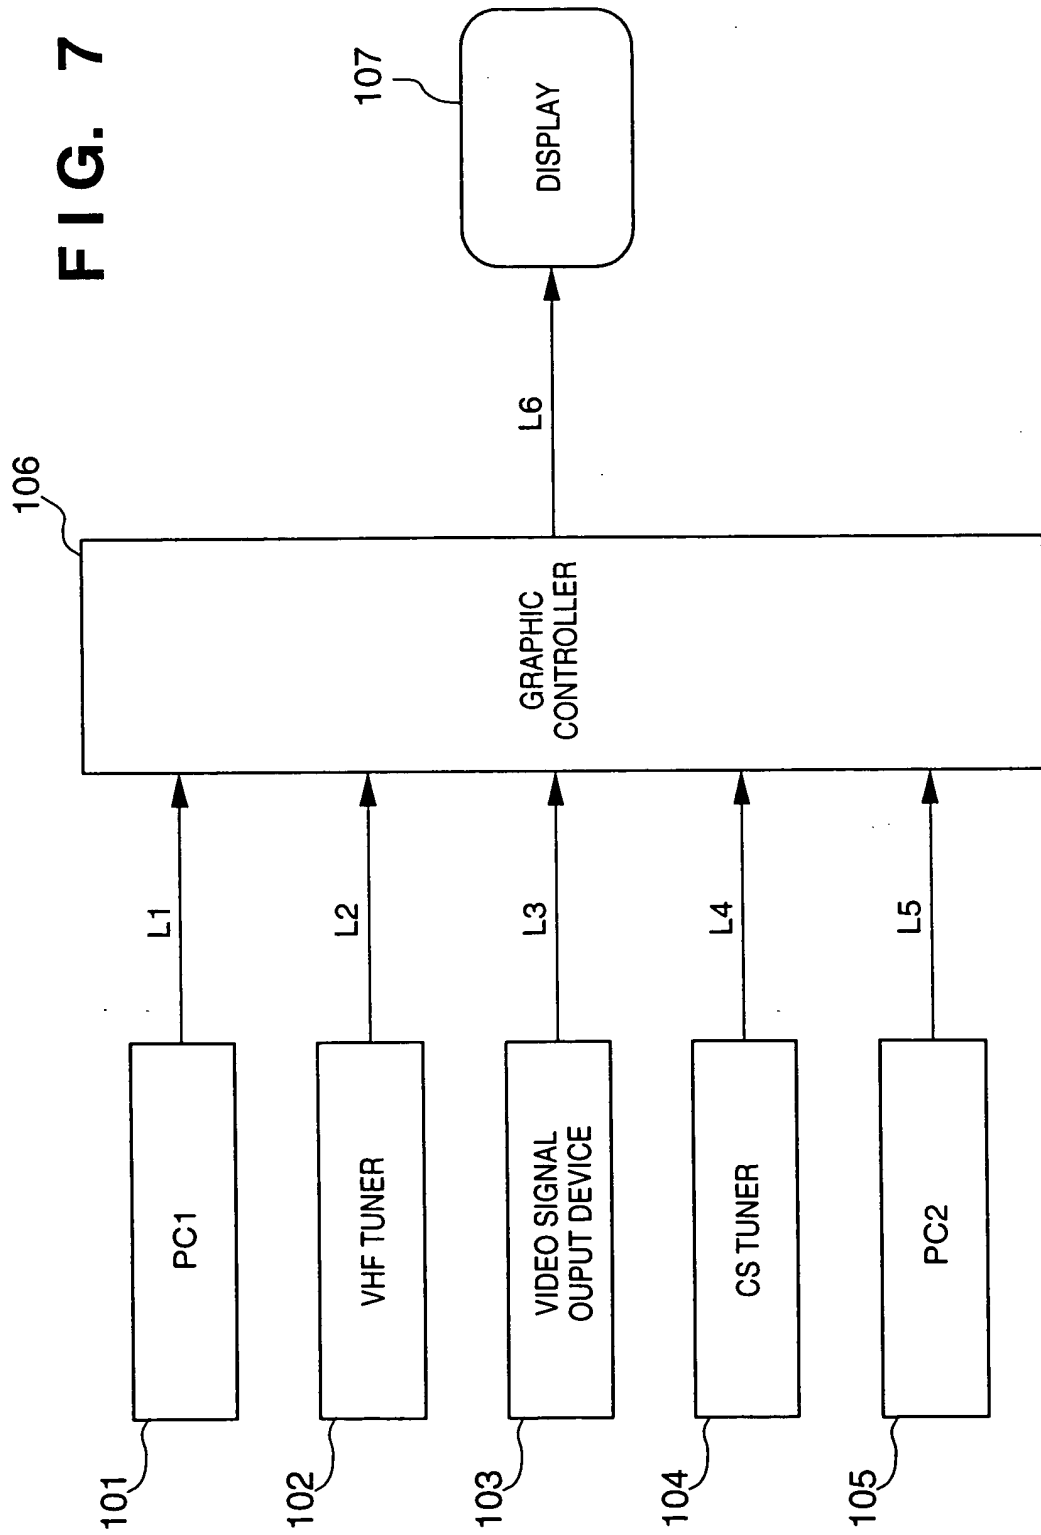 FIG. 7
101
PC1
L1
102
VHF TUNER
L2
103
VIDEO SIGNAL
OUPUT DEVICE
L3
104
CS TUNER
L4
105
PC2
L5
106
GRAPHIC
CONTROLLER
L6
107
DISPLAY